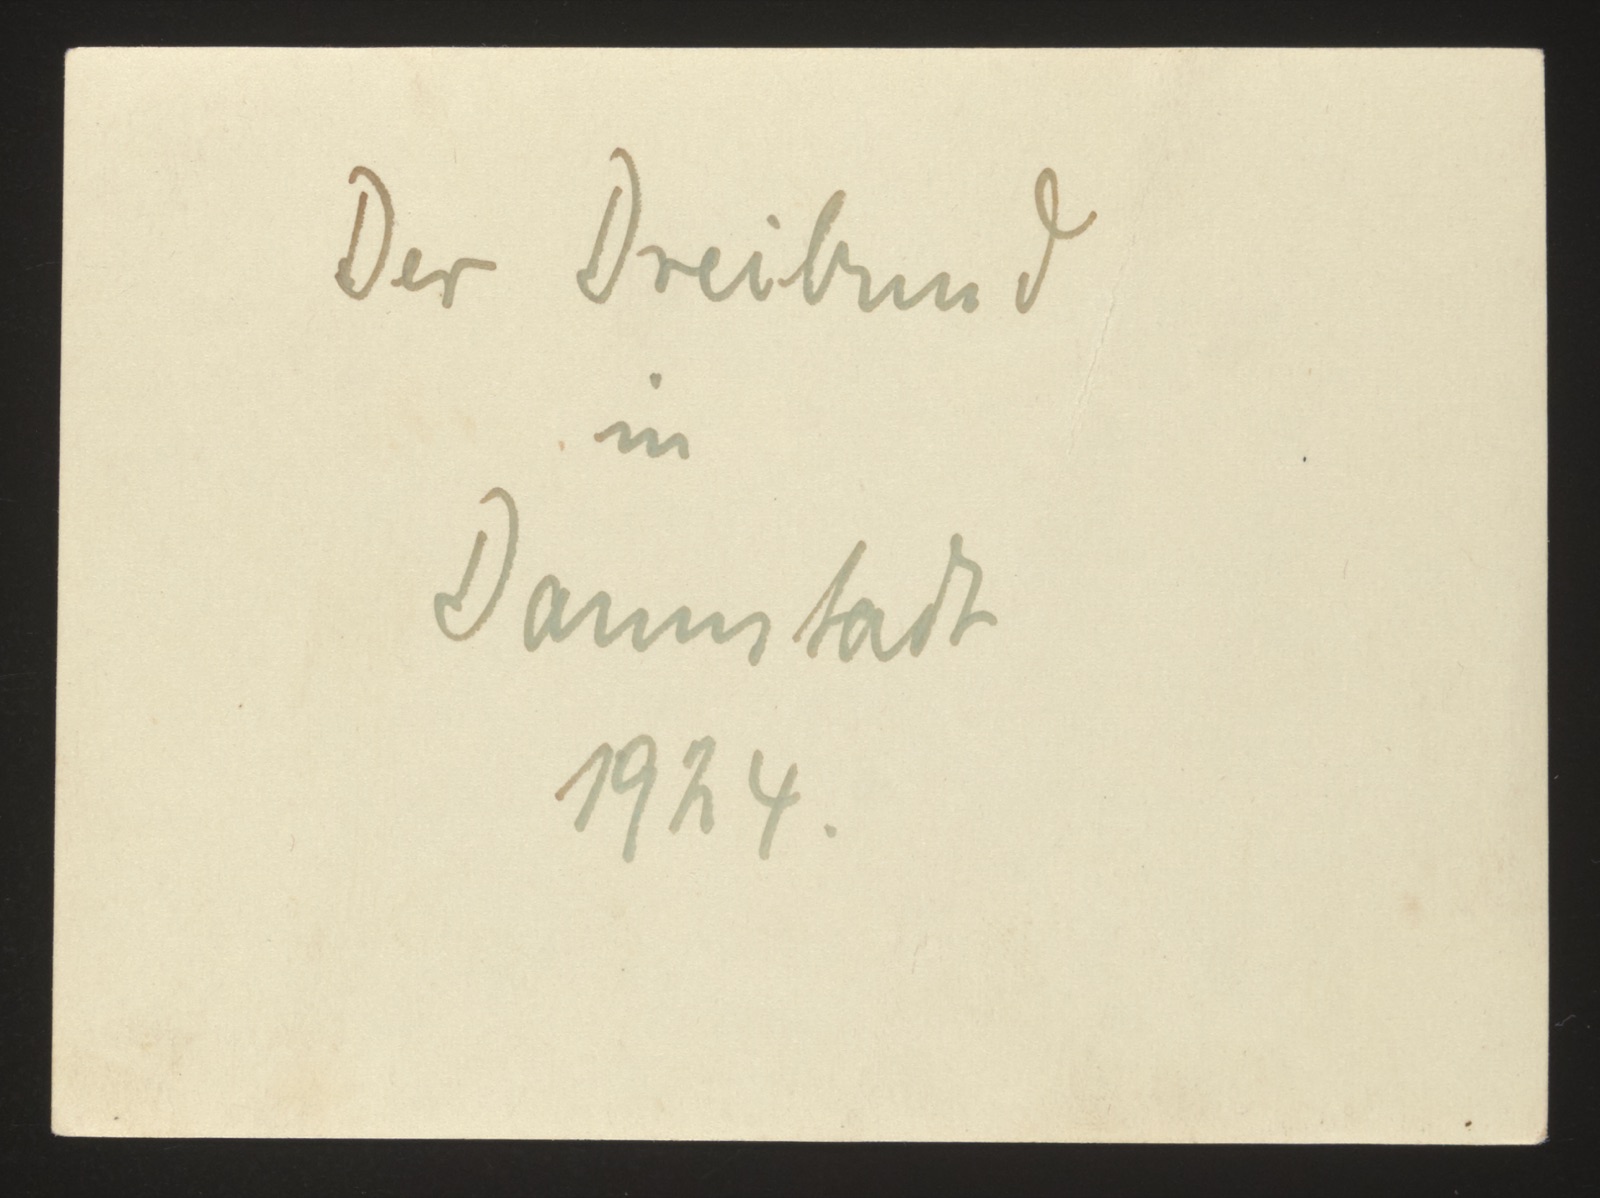 Der Dreibund
in
Darmstadt
1924.